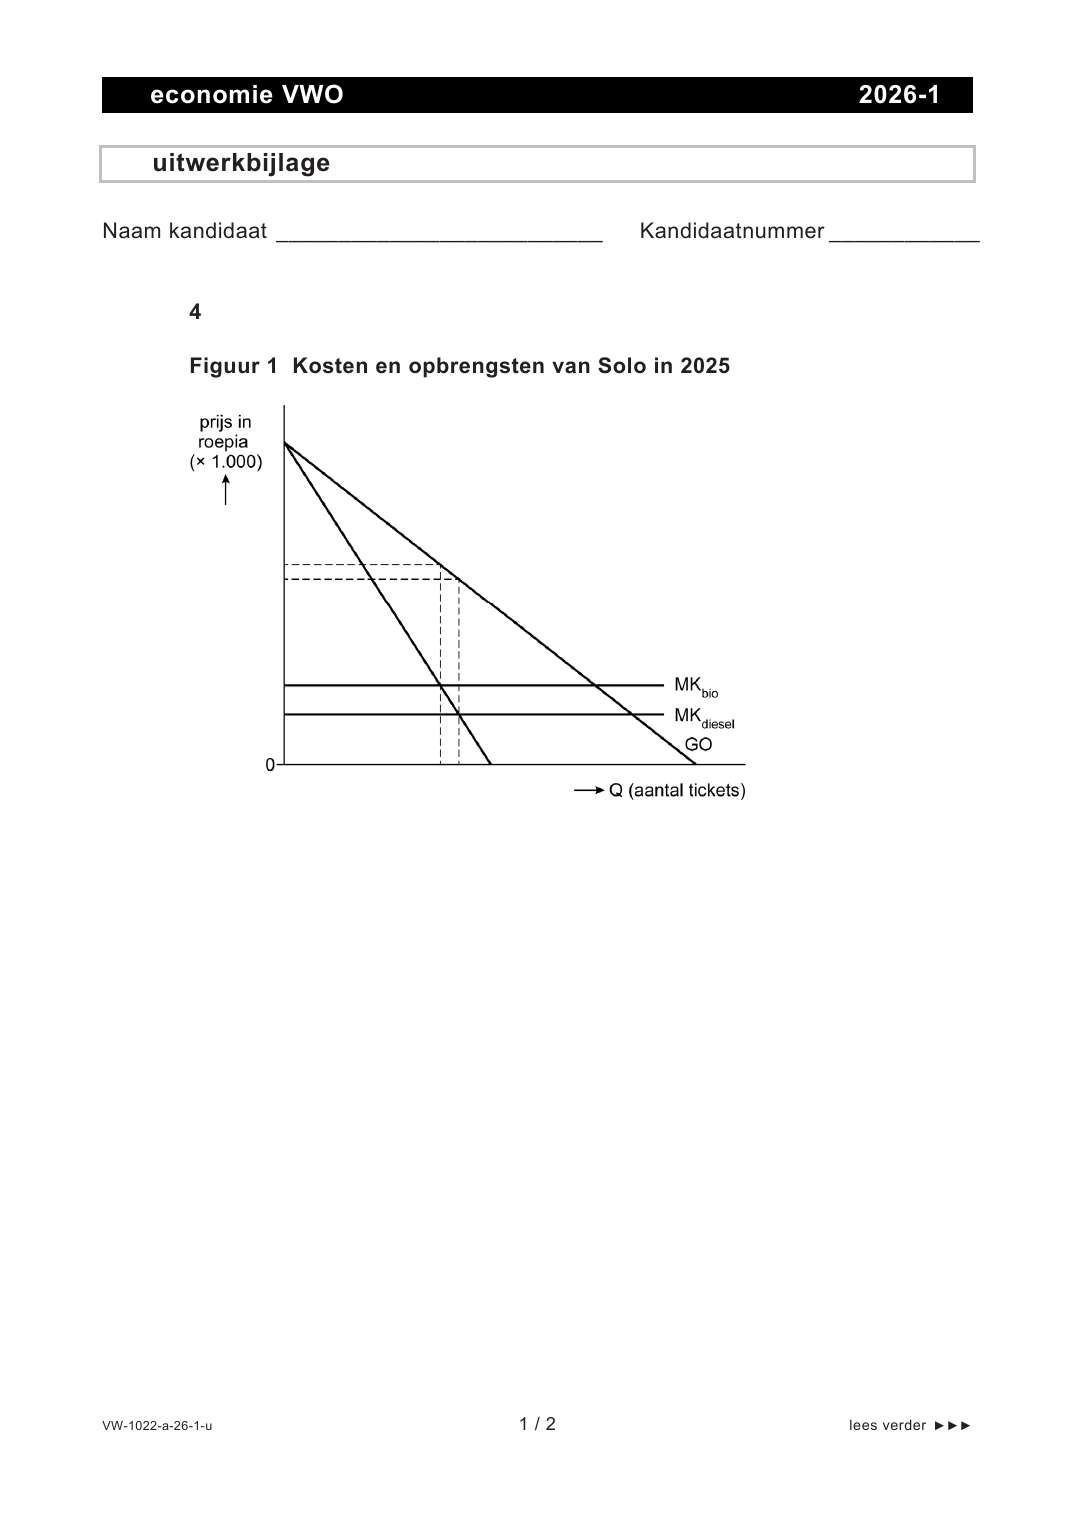 economie VWO 2026-1
uitwerkbijlage
Naam kandidaat __________________________ Kandidaatnummer ____________
4
Figuur 1 Kosten en opbrengsten van Solo in 2025
prijs in
roepia
(× 1.000)
MKbio
MKdiesel
GO
0
Q (aantal tickets)
VW-1022-a-26-1-u 1 / 2 lees verder ►►►